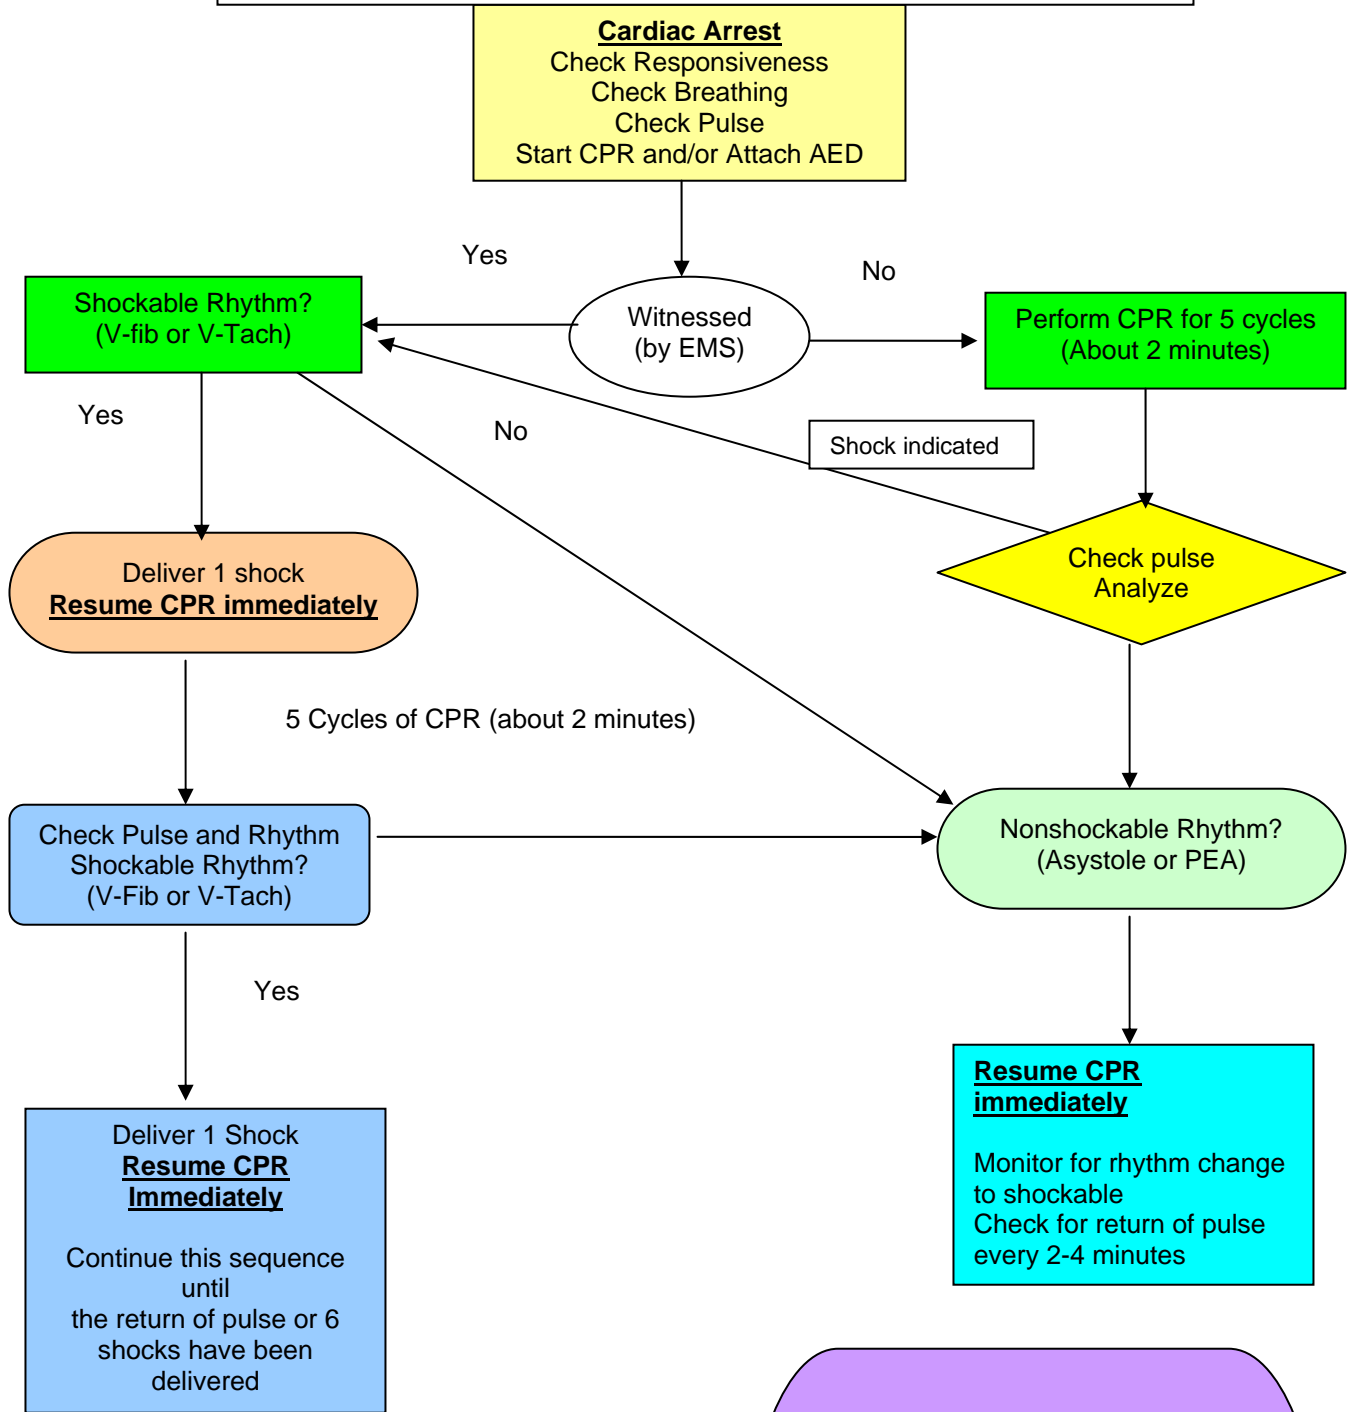 Cardiac Arrest
Check Responsiveness
Check Breathing
Check Pulse
Start CPR and/or Attach AED
Yes
No
Shockable Rhythm?
(V-fib or V-Tach)
Witnessed
(by EMS)
Perform CPR for 5 cycles
(About 2 minutes)
Yes
No
Shock indicated
Deliver 1 shock
Resume CPR immediately
Check pulse
Analyze
5 Cycles of CPR (about 2 minutes)
Check Pulse and Rhythm
Shockable Rhythm?
(V-Fib or V-Tach)
Nonshockable Rhythm?
(Asystole or PEA)
Yes
Deliver 1 Shock
Resume CPR
Immediately
Continue this sequence
until
the return of pulse or 6
shocks have been
delivered
Resume CPR
immediately
Monitor for rhythm change
to shockable
Check for return of pulse
every 2-4 minutes